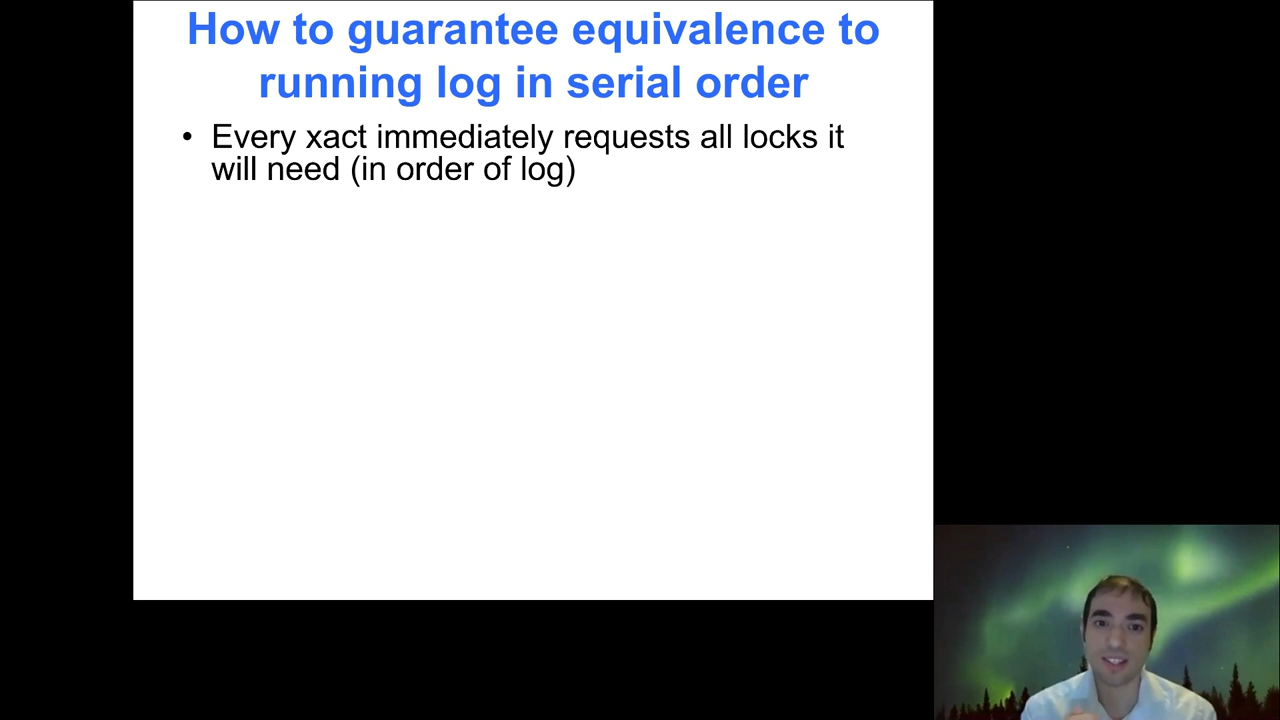 How to guarantee equivalence to
running log in serial order
• Every xact immediately requests all locks it
will need (in order of log)